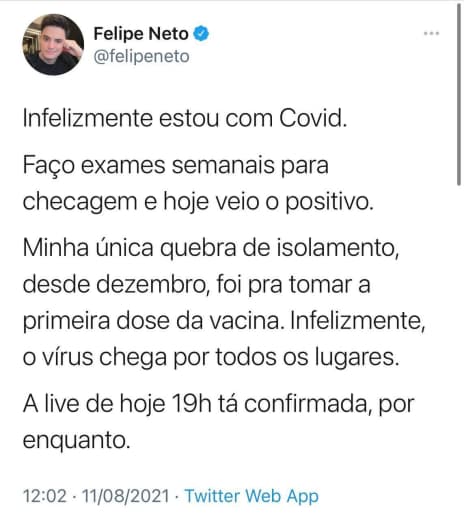 Felipe Neto
@felipeneto
Infelizmente estou com Covid.
Faço exames semanais para
checagem e hoje veio o positivo.
Minha única quebra de isolamento,
desde dezembro, foi pra tomar a
primeira dose da vacina. Infelizmente,
o vírus chega por todos os lugares.
A live de hoje 19h tá confirmada, por
enquanto.
12:02 · 11/08/2021 · Twitter Web App